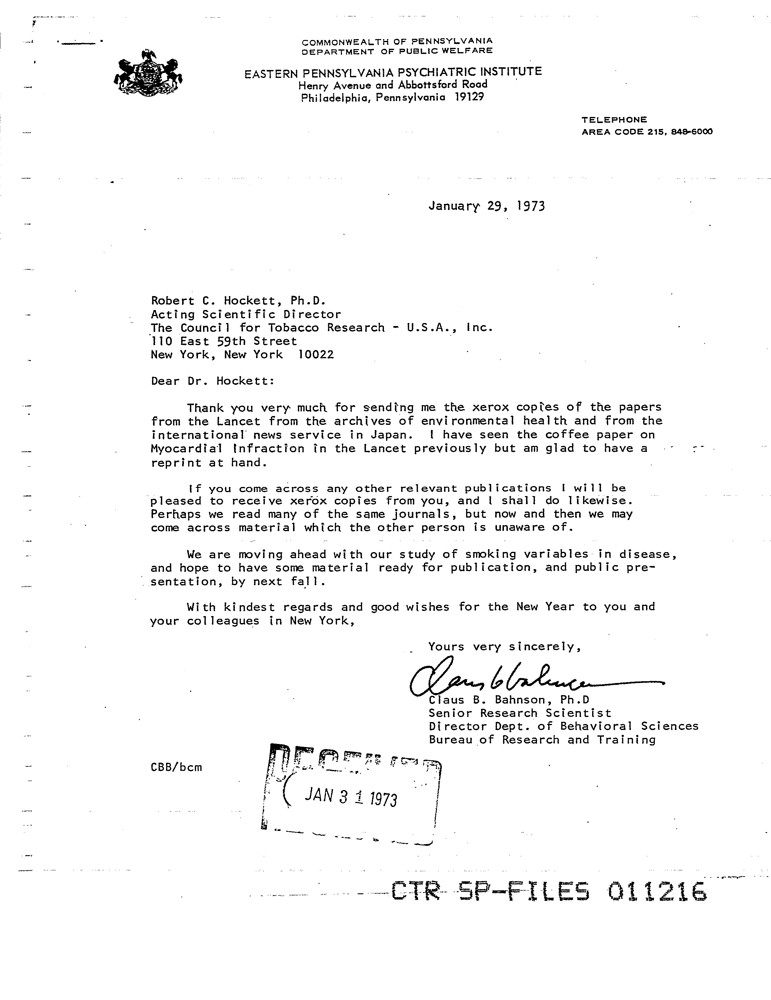 COMMONWEALTH OF PENNSYLVANIA
DEPARTMENT OF PUBLIC WELFARE
EASTERN PENNSYLVANIA PSYCHIATRIC INSTITUTE
Henry Avenue and Abbottsford Road
Philadelphia, Pennsylvania 19129
TELEPHONE
AREA CODE 215, 848-6000
January 29, 1973
Robert C. Hockett, Ph.D.
Acting Scientific Director
The Council for Tobacco Research - U.S.A., Inc.
110 East 59th Street
New York, New York 10022
Dear Dr. Hockett:
Thank you very much for sending me the xerox copies of the papers
from the Lancet from the archives of environmental health and from the
international news service in Japan. I have seen the coffee paper on
Myocardial Infraction in the Lancet previously but am glad to have a
reprint at hand.
If you come across any other relevant publications I will be
pleased to receive xerox copies from you, and I shall do likewise.
Perhaps we read many of the same journals, but now and then we may
come across material which the other person is unaware of.
We are moving ahead with our study of smoking variables in disease,
and hope to have some material ready for publication, and public pre-
sentation, by next fall.
With kindest regards and good wishes for the New Year to you and
your colleagues in New York,
Yours very sincerely,
Claus B. Bahnson
Claus B. Bahnson, Ph.D
Senior Research Scientist
Director Dept. of Behavioral Sciences
Bureau of Research and Training
CBB/bcm
RECEIVED
JAN 31 1973
CTR SP-FILES 011216